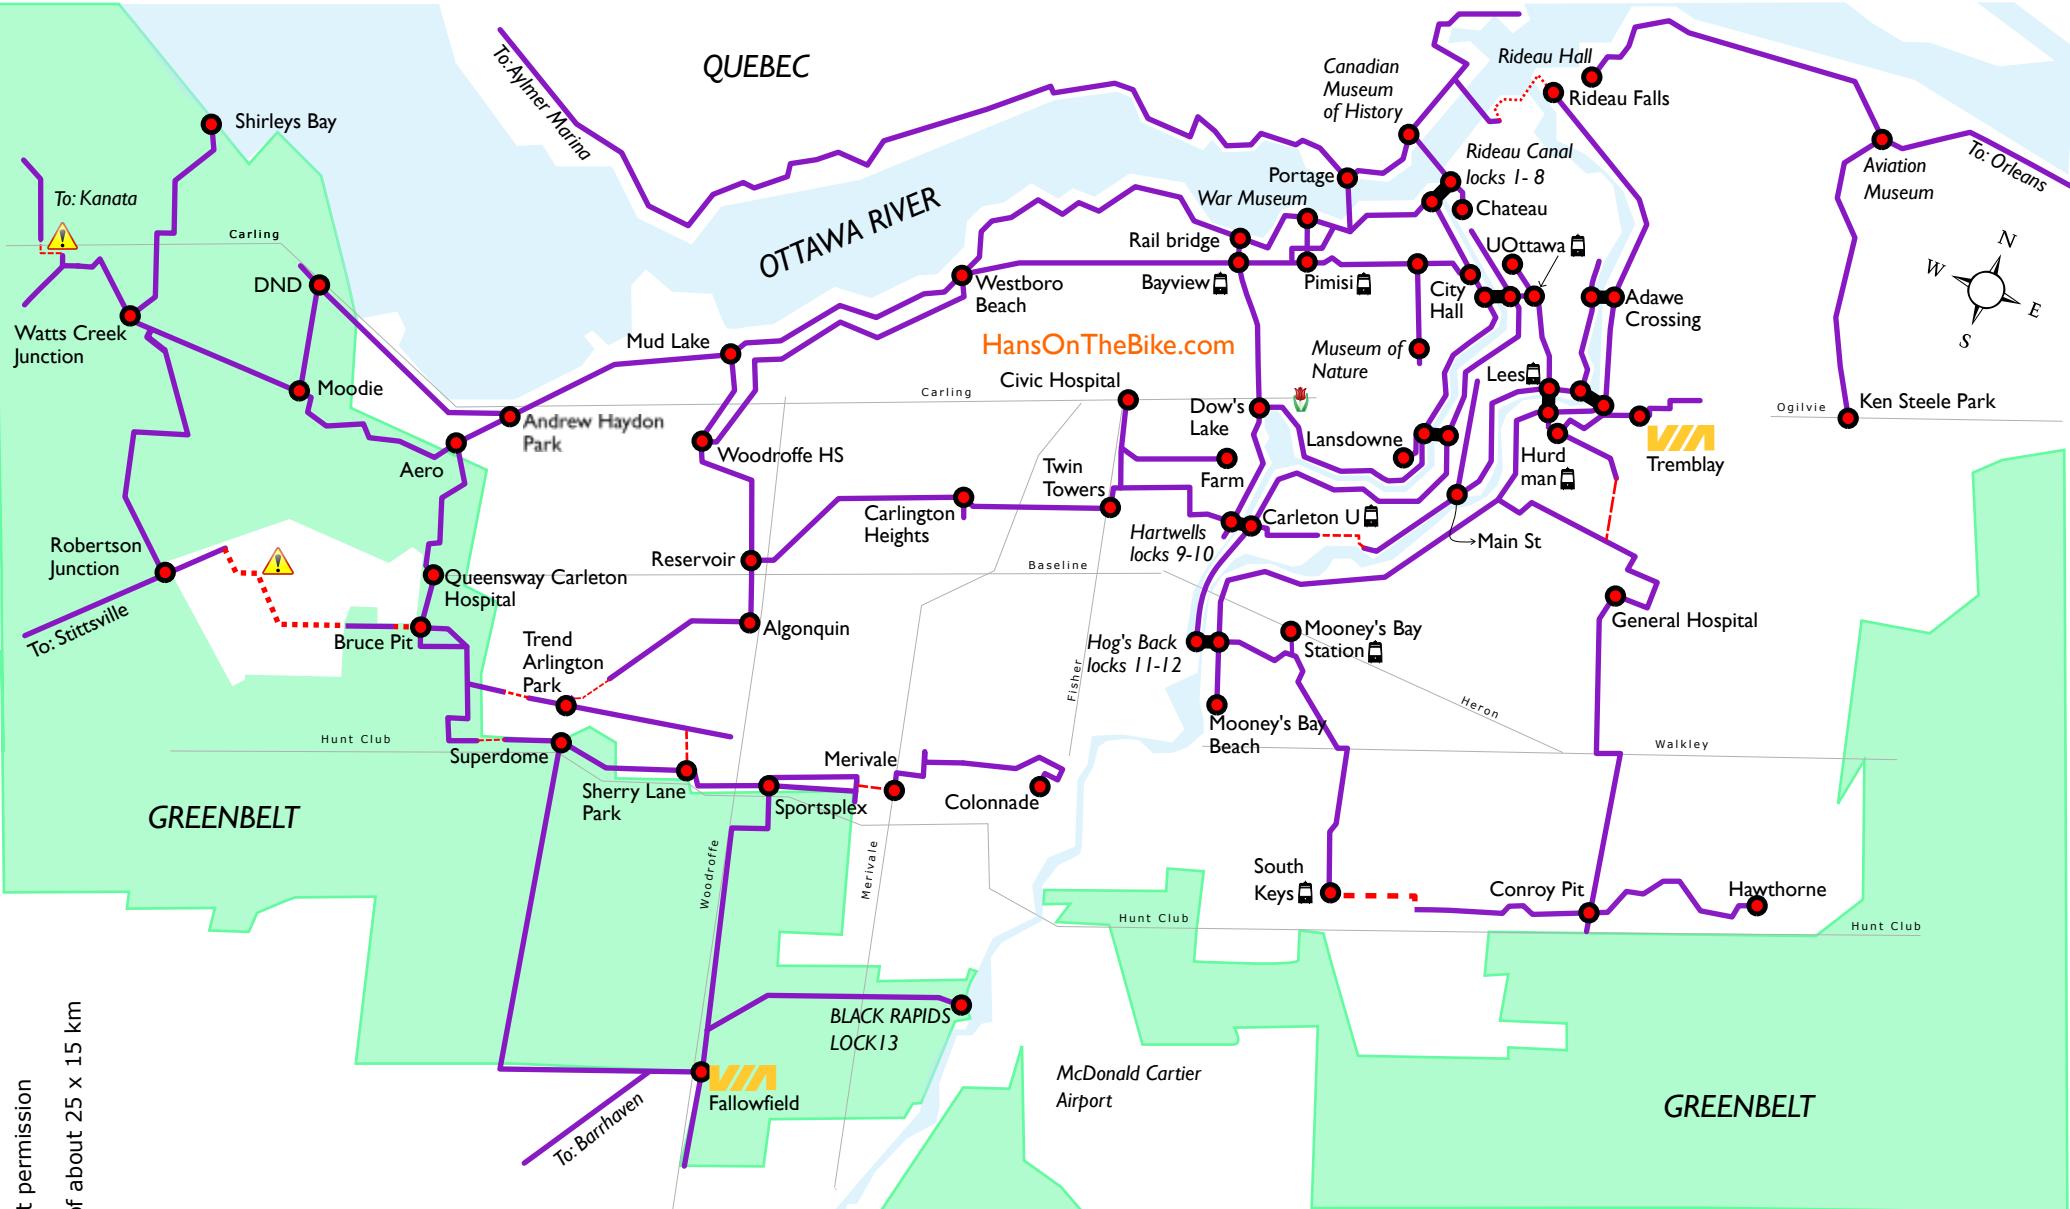 QUEBEC
To: Aylmer Marina
Canadian
Museum
of History
Rideau Hall
Rideau Falls
Shirleys Bay
To: Kanata
Carling
OTTAWA RIVER
Portage
War Museum
Rideau Canal
locks 1- 8
Chateau
Aviation
Museum
To: Orleans
N
W
E
S
DND
Rail bridge
Bayview
Pimisi
UOttawa
City
Hall
Adawe
Crossing
Westboro
Beach
Watts Creek
Junction
Mud Lake
HansOnTheBike.com
Museum of
Nature
Lees
Moodie
Civic Hospital
Carling
Dow's
Lake
Lansdowne
Ogilvie
Ken Steele Park
Andrew Haydon
Park
Aero
Woodroffe HS
Twin
Towers
Farm
Hurd
man
VIA
Tremblay
Carlington
Heights
Hartwells
locks 9-10
Carleton U
Main St
Robertson
Junction
Reservoir
Baseline
Queensway Carleton
Hospital
To: Stittsville
Bruce Pit
Trend
Arlington
Park
Algonquin
Hog's Back
locks 11-12
Mooney's Bay
Station
General Hospital
Fisher
Heron
Mooney's Bay
Beach
Walkley
Hunt Club
Superdome
Merivale
Sherry Lane
Park
Sportsplex
Colonnade
GREENBELT
Woodroffe
Merivale
South
Keys
Conroy Pit
Hawthorne
Hunt Club
Hunt Club
BLACK RAPIDS
LOCK13
McDonald Cartier
Airport
VIA
Fallowfield
To: Barrhaven
GREENBELT
t permission
of about 25 x 15 km